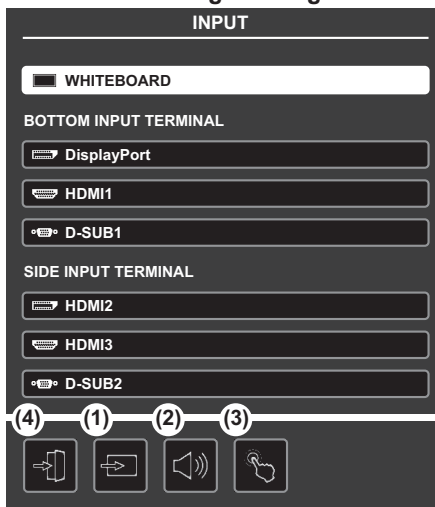 INPUT
WHITEBOARD
BOTTOM INPUT TERMINAL
DisplayPort
HDMI1
D-SUB1
SIDE INPUT TERMINAL
HDMI2
HDMI3
D-SUB2
(4) (1) (2) (3)